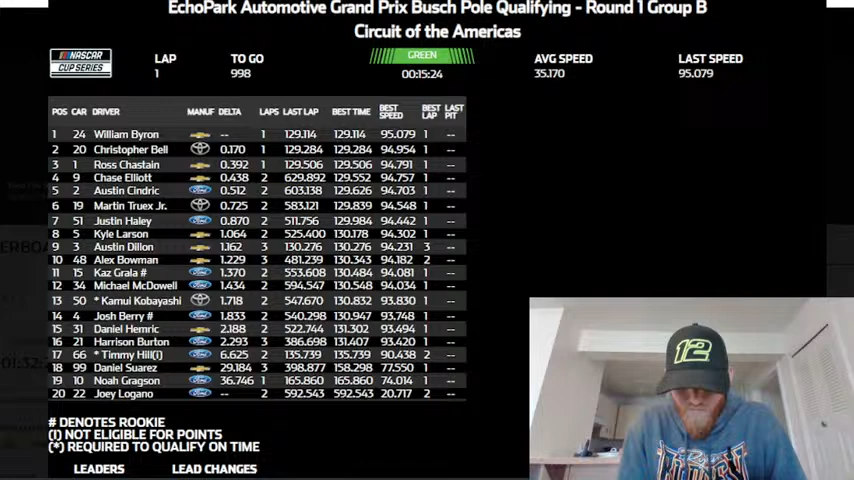 EchoPark Automotive Grand Prix Busch Pole Qualifying - Round 1 Group B
Circuit of the Americas
NASCAR
CUP SERIES
LAP TO GO GREEN AVG SPEED LAST SPEED
1 998 00:15:24 35.170 95.079
POS CAR DRIVER MANUF DELTA LAPS LAST LAP BEST TIME BEST SPEED BEST LAP LAST PIT
1 24 William Byron -- 1 129.114 129.114 95.079 1 --
2 20 Christopher Bell 0.170 1 129.284 129.284 94.954 1 --
3 1 Ross Chastain 0.392 1 129.506 129.506 94.791 1 --
4 9 Chase Elliott 0.438 2 629.892 129.552 94.757 1 --
5 2 Austin Cindric Ford 0.512 2 603.138 129.626 94.703 1 --
6 19 Martin Truex Jr. 0.725 2 583.121 129.839 94.548 1 --
7 51 Justin Haley Ford 0.870 2 511.756 129.984 94.442 1 --
8 5 Kyle Larson 1.064 2 525.400 130.178 94.302 1 --
9 3 Austin Dillon 1.162 3 130.276 130.276 94.231 3 --
10 48 Alex Bowman 1.229 3 481.239 130.343 94.182 2 --
11 15 Kaz Grala # Ford 1.370 2 553.608 130.484 94.081 1 --
12 34 Michael McDowell Ford 1.434 2 594.547 130.548 94.034 1 --
13 50 * Kamui Kobayashi 1.718 2 547.670 130.832 93.830 1 --
14 4 Josh Berry # Ford 1.833 2 540.298 130.947 93.748 1 --
15 31 Daniel Hemric 2.188 2 522.744 131.302 93.494 1 --
16 21 Harrison Burton Ford 2.293 3 386.698 131.407 93.420 1 --
17 66 * Timmy Hill(i) Ford 6.625 2 135.739 135.739 90.438 2 --
18 99 Daniel Suarez 29.184 3 398.877 158.298 77.550 1 --
19 10 Noah Gragson Ford 36.746 1 165.860 165.860 74.014 1 --
20 22 Joey Logano Ford -- 2 592.543 592.543 20.717 2 --
# DENOTES ROOKIE
(i) NOT ELIGIBLE FOR POINTS
(*) REQUIRED TO QUALIFY ON TIME
LEADERS LEAD CHANGES
12